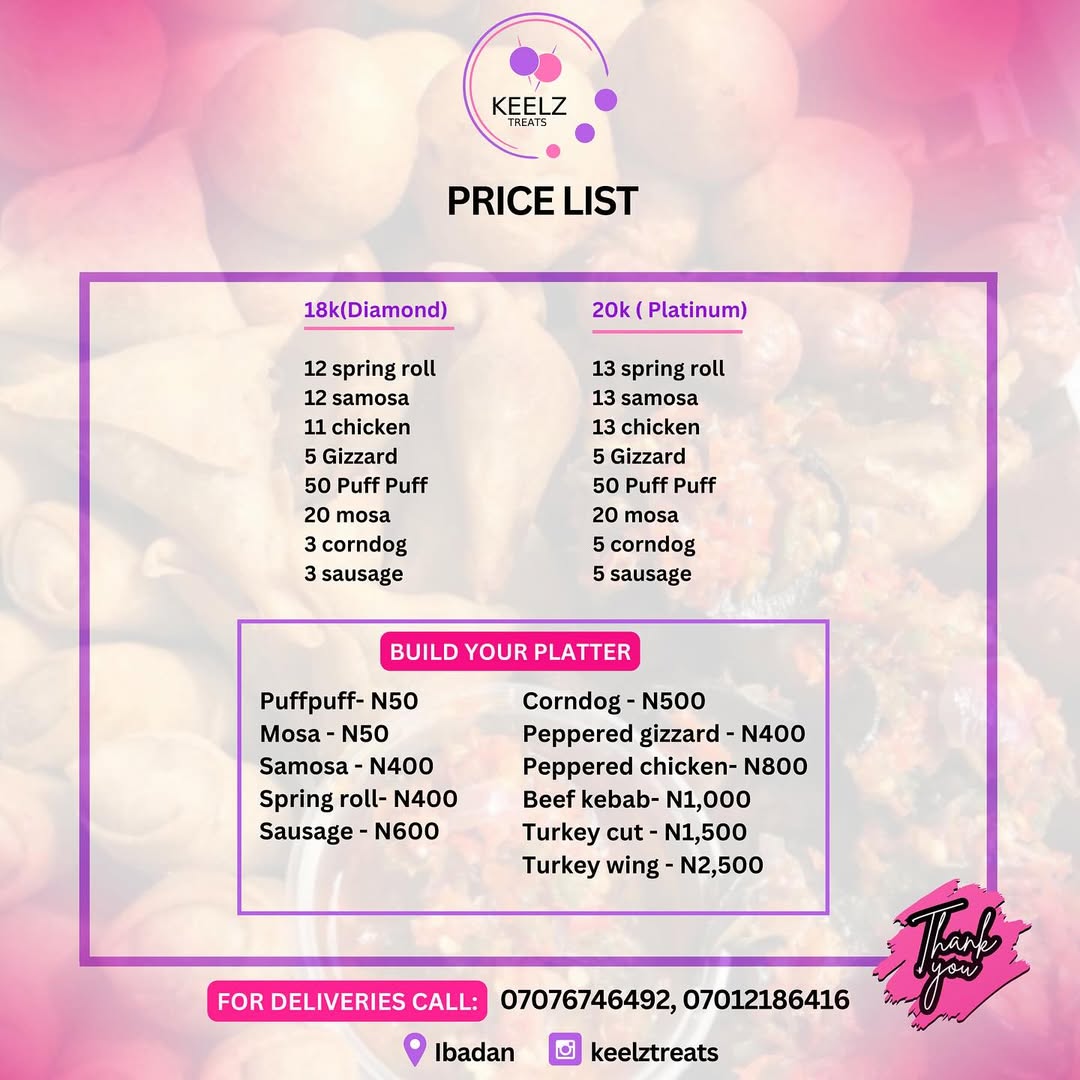 KEELZ
TREATS
PRICE LIST
18k(Diamond)
12 spring roll
12 samosa
11 chicken
5 Gizzard
50 Puff Puff
20 mosa
3 corndog
3 sausage
20k ( Platinum)
13 spring roll
13 samosa
13 chicken
5 Gizzard
50 Puff Puff
20 mosa
5 corndog
5 sausage
BUILD YOUR PLATTER
Puffpuff- N50
Mosa - N50
Samosa - N400
Spring roll- N400
Sausage - N600
Corndog - N500
Peppered gizzard - N400
Peppered chicken- N800
Beef kebab- N1,000
Turkey cut - N1,500
Turkey wing - N2,500
Thank
you
FOR DELIVERIES CALL: 07076746492, 07012186416
Ibadan keelztreats